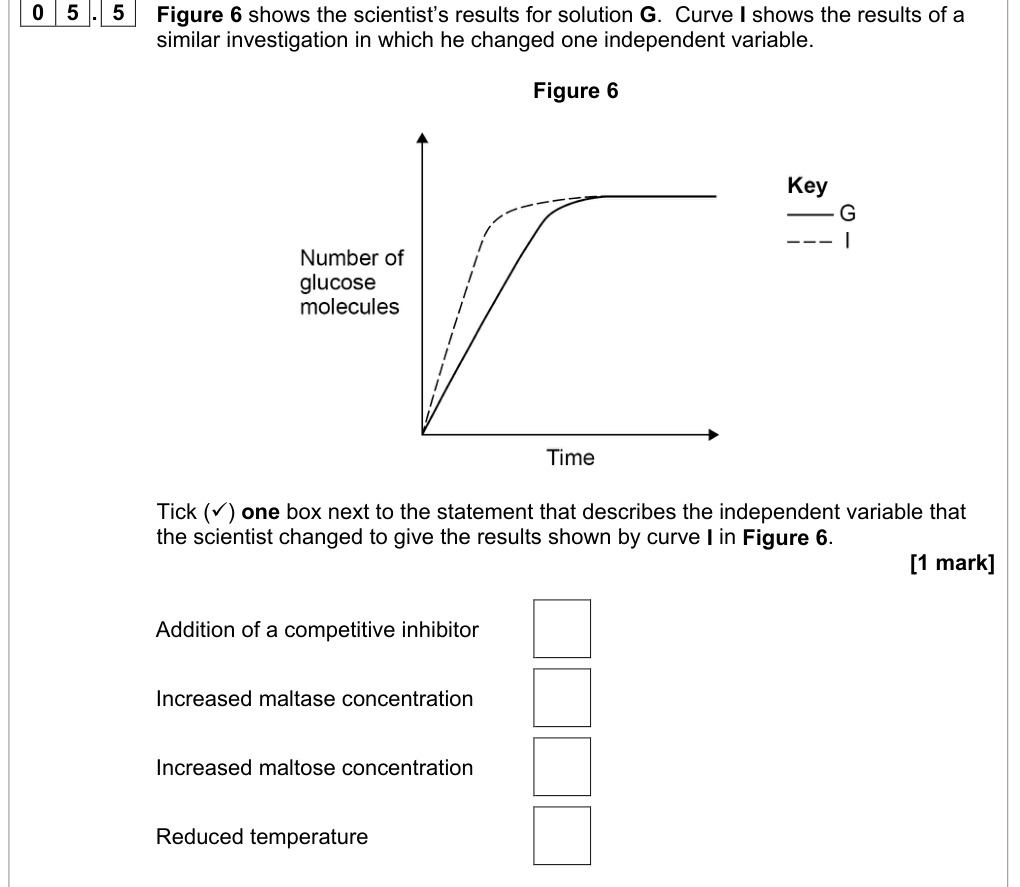 0 5 . 5 Figure 6 shows the scientist's results for solution G. Curve I shows the results of a
similar investigation in which he changed one independent variable.
Figure 6
Key
G
I
Number of
glucose
molecules
Time
Tick (✓) one box next to the statement that describes the independent variable that
the scientist changed to give the results shown by curve I in Figure 6.
[1 mark]
Addition of a competitive inhibitor
Increased maltase concentration
Increased maltose concentration
Reduced temperature